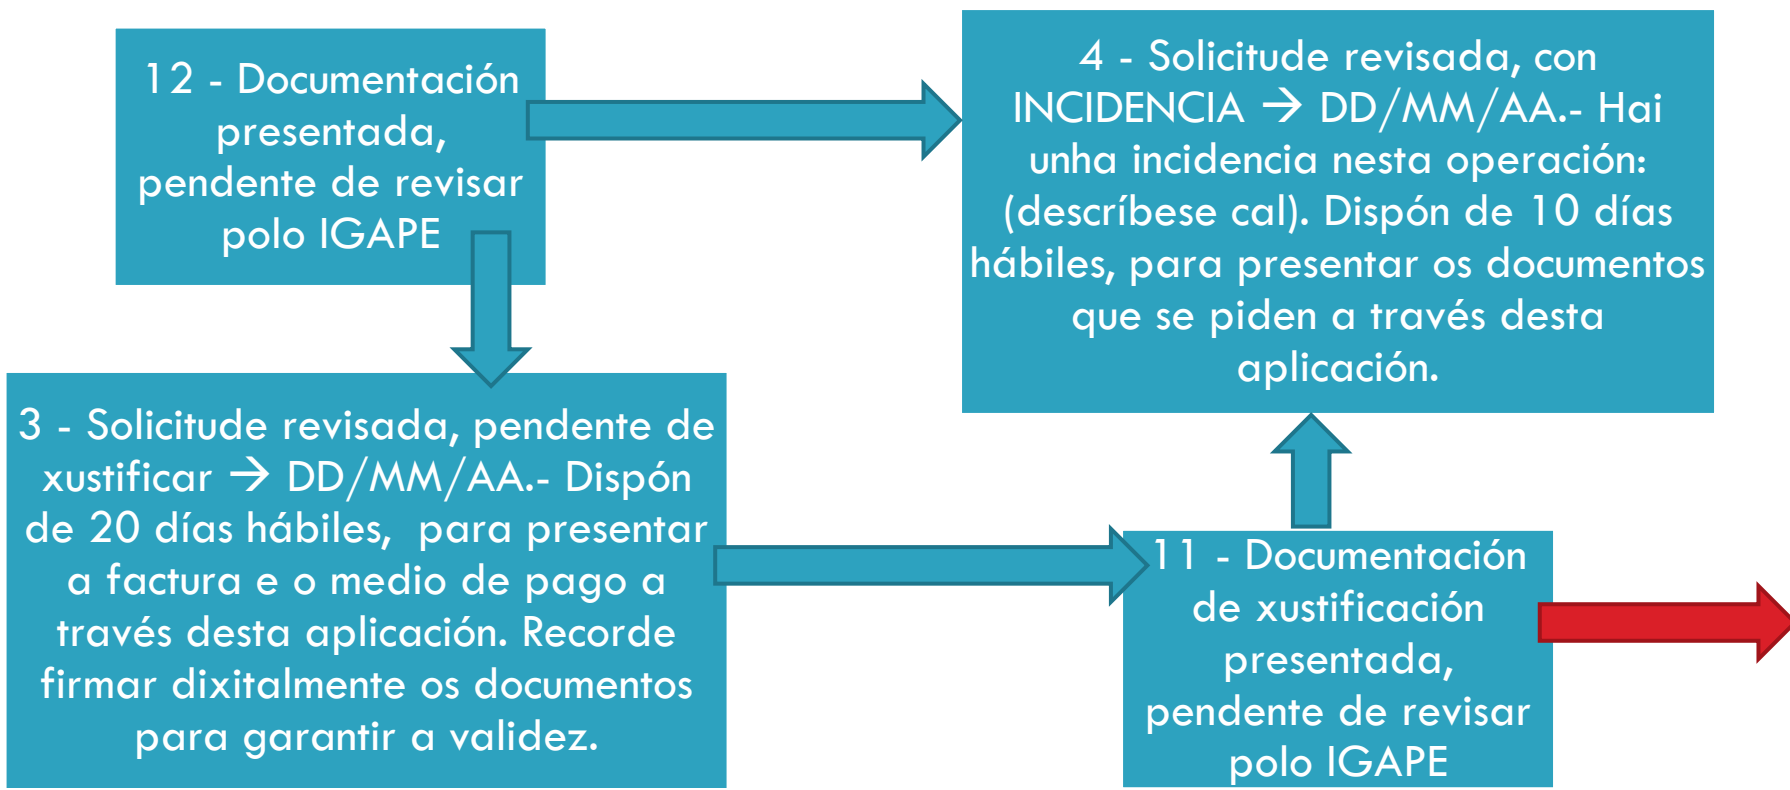 12 - Documentación
presentada,
pendente de revisar
polo IGAPE
4 - Solicitude revisada, con
INCIDENCIA → DD/MM/AA.- Hai
unha incidencia nesta operación:
(descríbese cal). Dispón de 10 días
hábiles, para presentar os documentos
que se piden a través desta
aplicación.
3 - Solicitude revisada, pendente de
xustificar → DD/MM/AA.- Dispón
de 20 días hábiles,  para presentar
a factura e o medio de pago a
través desta aplicación. Recorde
firmar dixitalmente os documentos
para garantir a validez.
11 - Documentación
de xustificación
presentada,
pendente de revisar
polo IGAPE